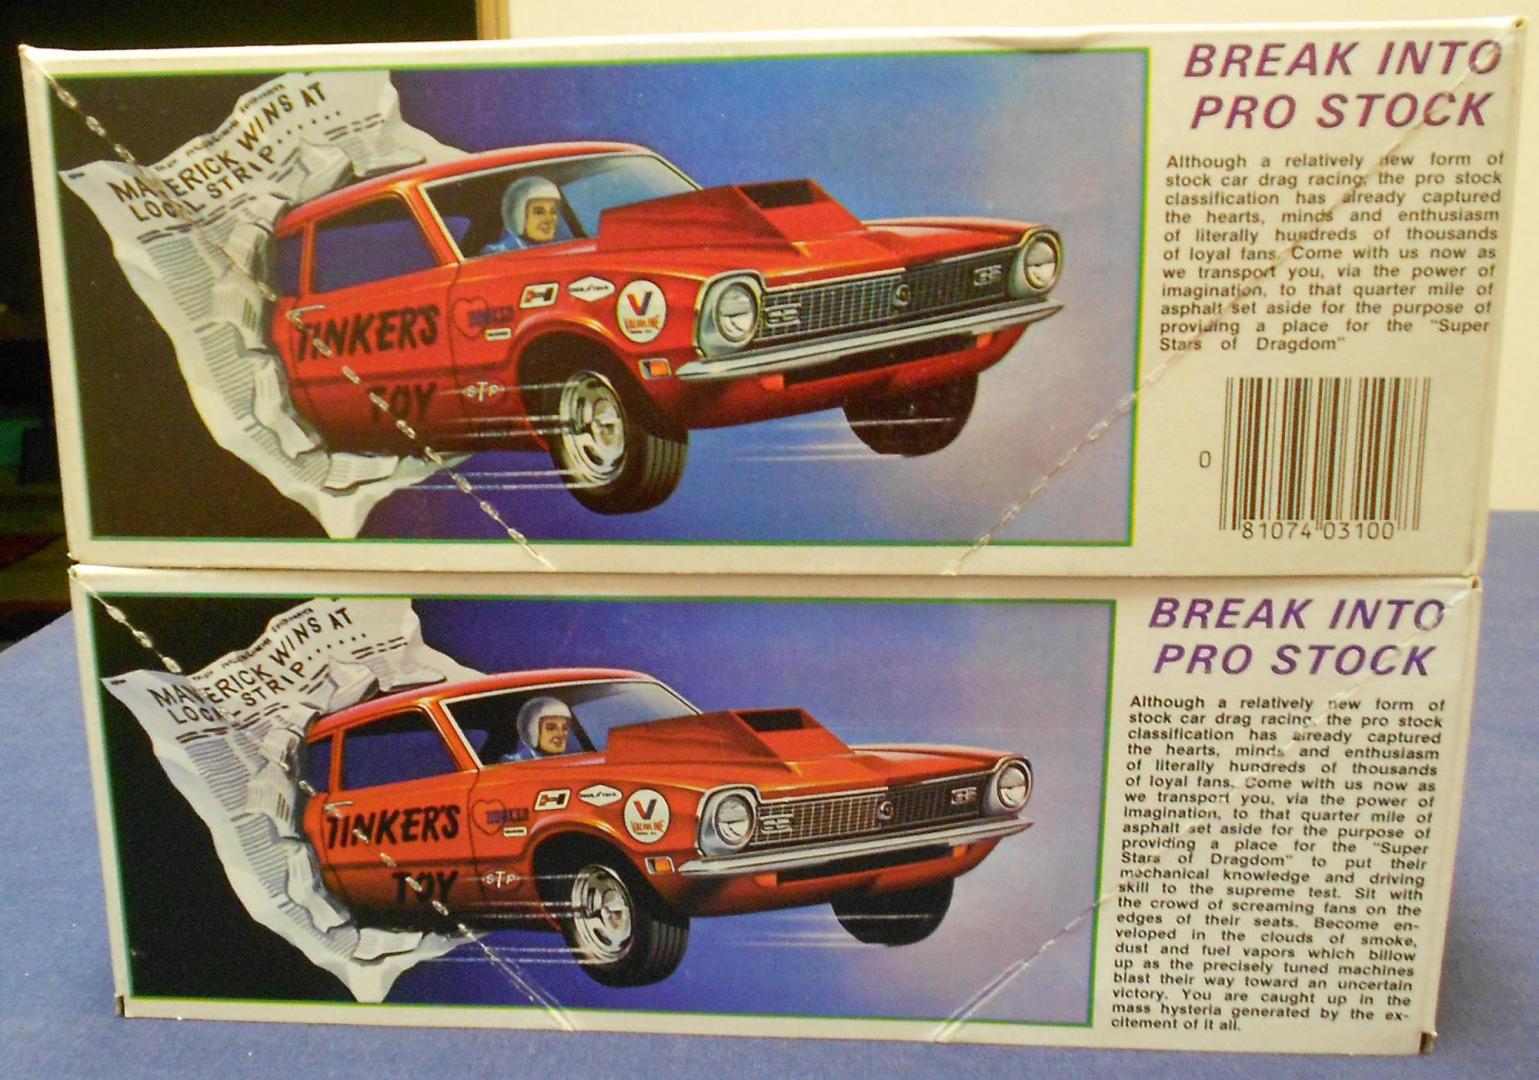 BREAK INTO
PRO STOCK
Although a relatively new form of
stock car drag racing, the pro stock
classification has already captured
the hearts, minds and enthusiasm
of literally hundreds of thousands
of loyal fans. Come with us now as
we transport you, via the power of
imagination, to that quarter mile of
asphalt set aside for the purpose of
providing a place for the "Super
Stars of Dragdom"
0
81074 03100
MAVERICK WINS AT
LOCAL STRIP......
TINKER'S
TOY
STP
V
VALVOLINE
BREAK INTO
PRO STOCK
Although a relatively new form of
stock car drag racing, the pro stock
classification has already captured
the hearts, minds and enthusiasm
of literally hundreds of thousands
of loyal fans. Come with us now as
we transport you, via the power of
imagination, to that quarter mile of
asphalt set aside for the purpose of
providing a place for the "Super
Stars of Dragdom" to put their
mechanical knowledge and driving
skill to the supreme test. Sit with
the crowd of screaming fans on the
edges of their seats. Become en-
veloped in the clouds of smoke,
dust and fuel vapors which billow
up as the precisely tuned machines
blast their way toward an uncertain
victory. You are caught up in the
mass hysteria generated by the ex-
citement of it all.
MAVERICK WINS AT
LOCAL STRIP......
TINKER'S
TOY
STP
V
VALVOLINE